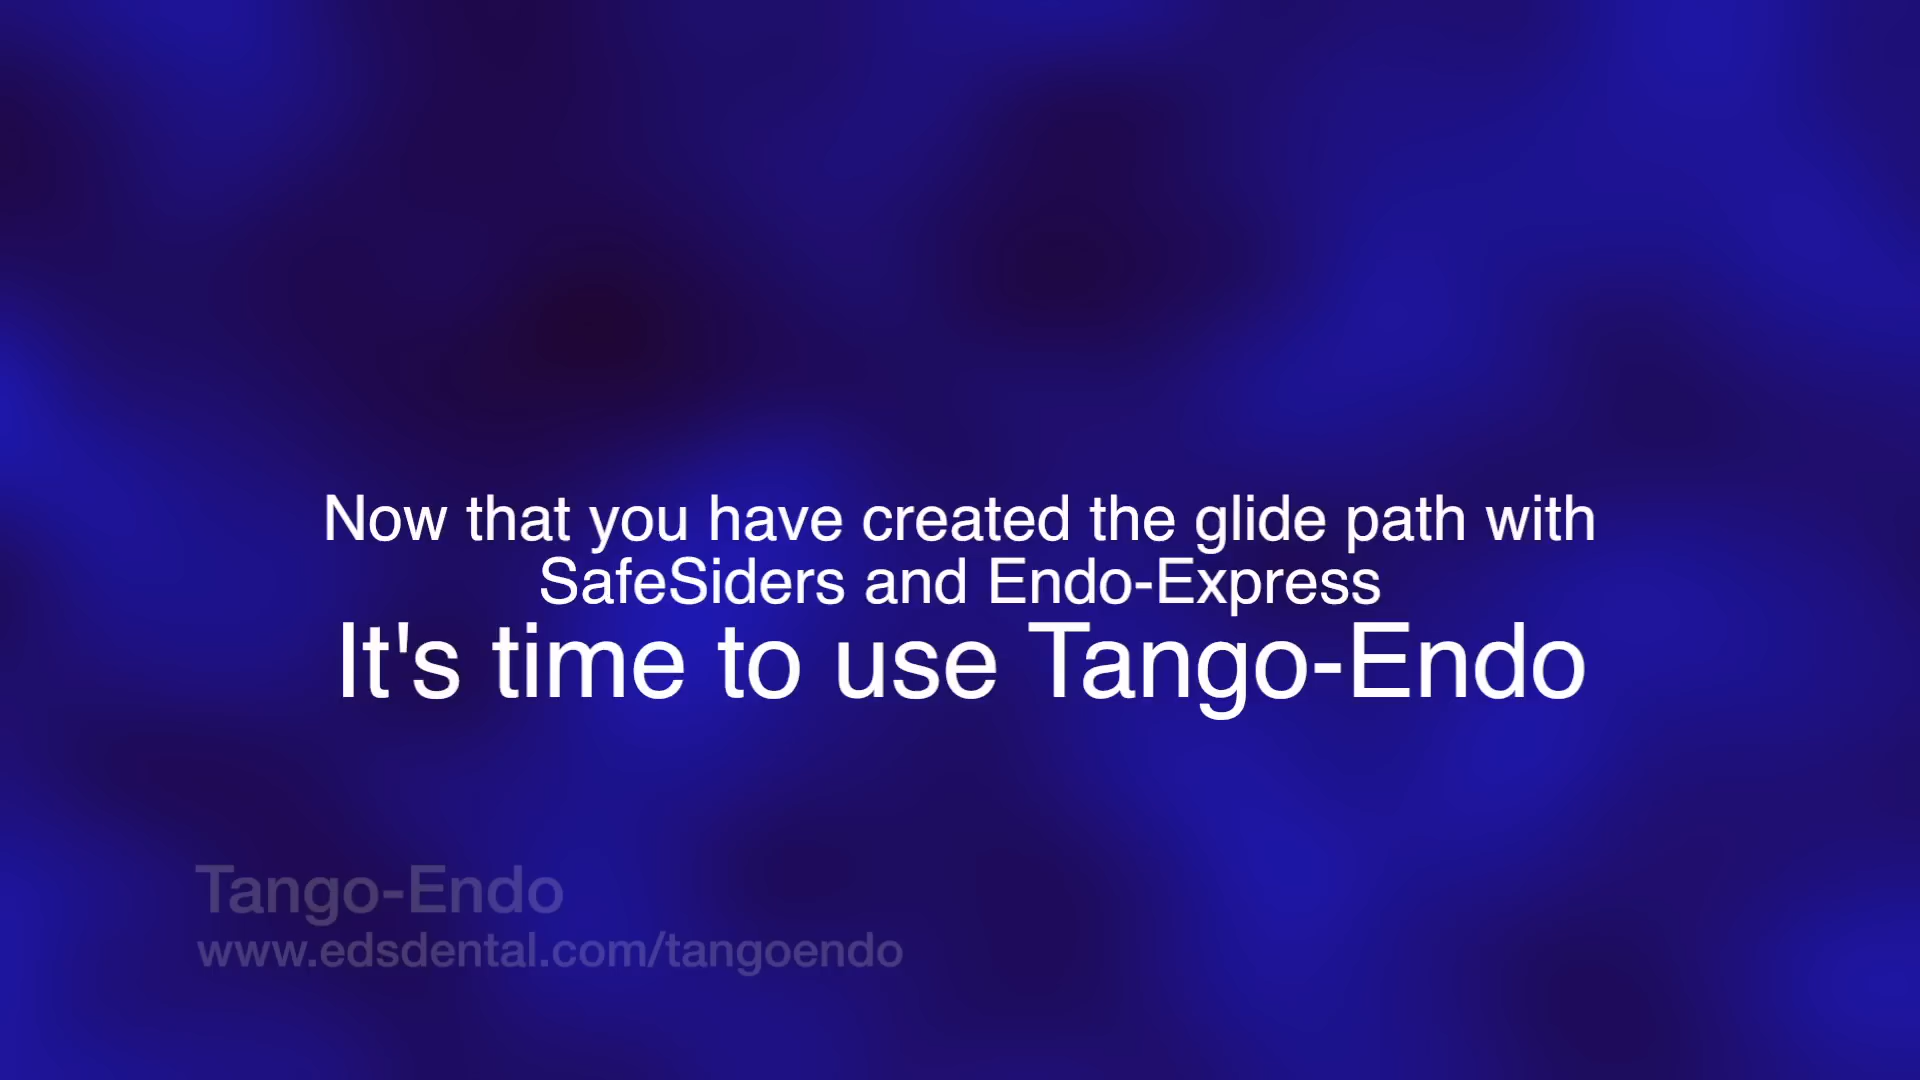 Now that you have created the glide path with
SafeSiders and Endo-Express
It's time to use Tango-Endo
Tango-Endo
www.edsdental.com/tangoendo